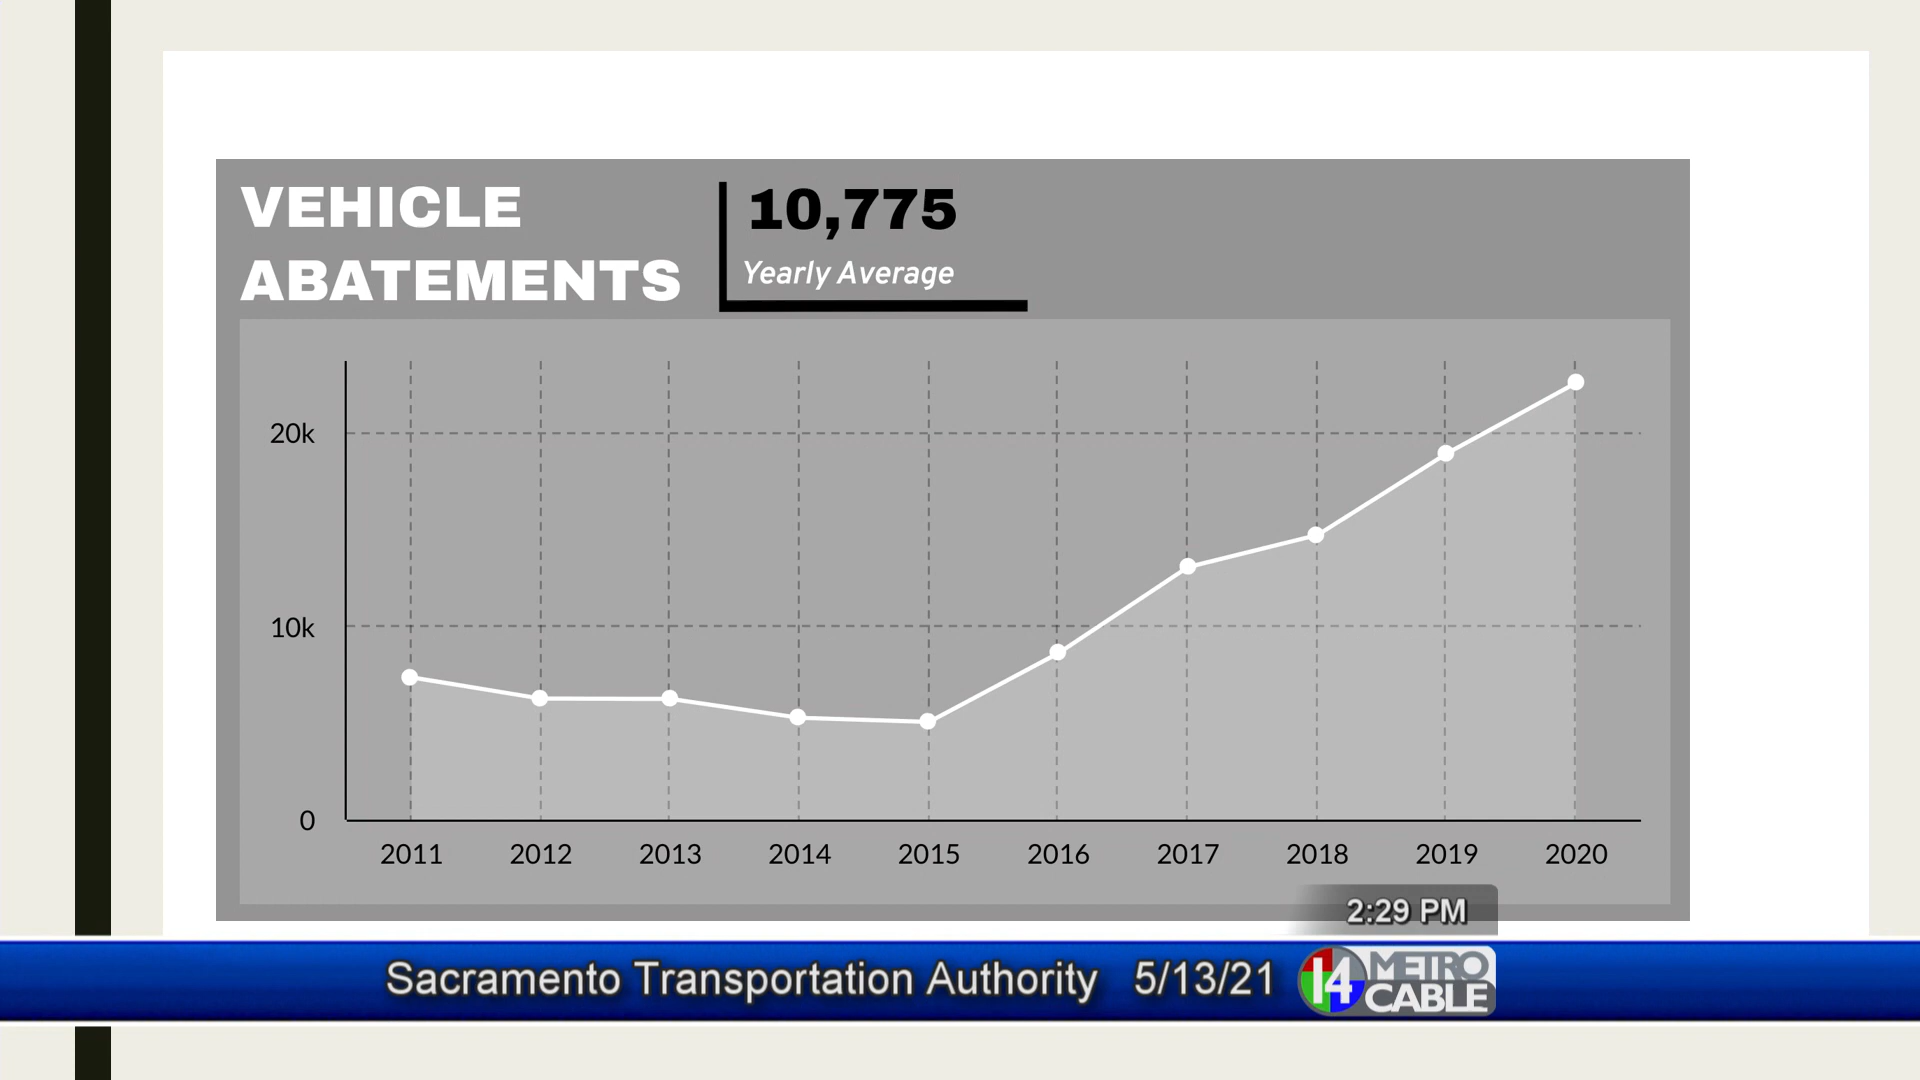 VEHICLE
ABATEMENTS
10,775
Yearly Average
20k
10k
0
2011 2012 2013 2014 2015 2016 2017 2018 2019 2020
2:29 PM
Sacramento Transportation Authority 5/13/21
14 METRO
CABLE